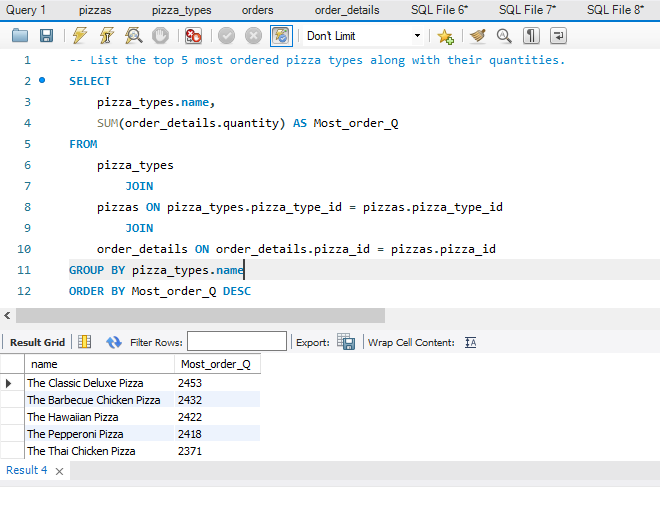 Query 1 pizzas pizza_types orders order_details SQL File 6* SQL File 7* SQL File 8*
Don't Limit
1 -- List the top 5 most ordered pizza types along with their quantities.
2 SELECT
3 pizza_types.name,
4 SUM(order_details.quantity) AS Most_order_Q
5 FROM
6 pizza_types
7 JOIN
8 pizzas ON pizza_types.pizza_type_id = pizzas.pizza_type_id
9 JOIN
10 order_details ON order_details.pizza_id = pizzas.pizza_id
11 GROUP BY pizza_types.name
12 ORDER BY Most_order_Q DESC
Result Grid Filter Rows: Export: Wrap Cell Content:
name Most_order_Q
The Classic Deluxe Pizza 2453
The Barbecue Chicken Pizza 2432
The Hawaiian Pizza 2422
The Pepperoni Pizza 2418
The Thai Chicken Pizza 2371
Result 4